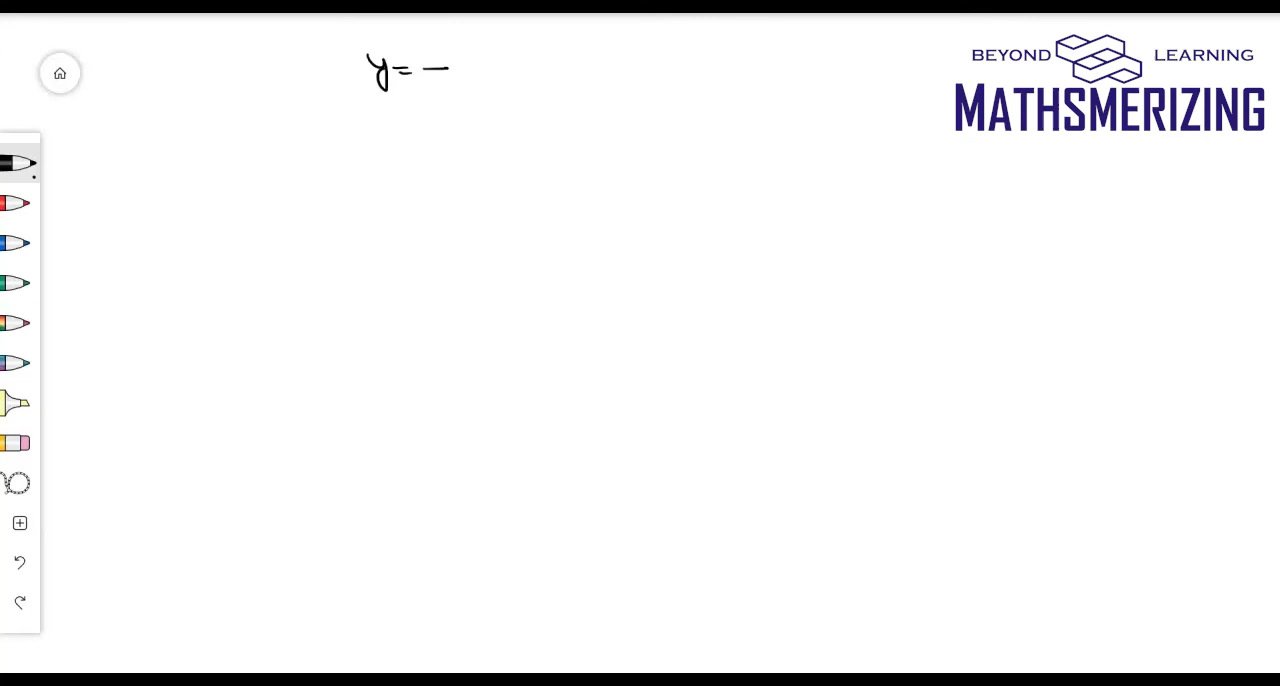 y = —
BEYOND LEARNING
MATHSMERIZING